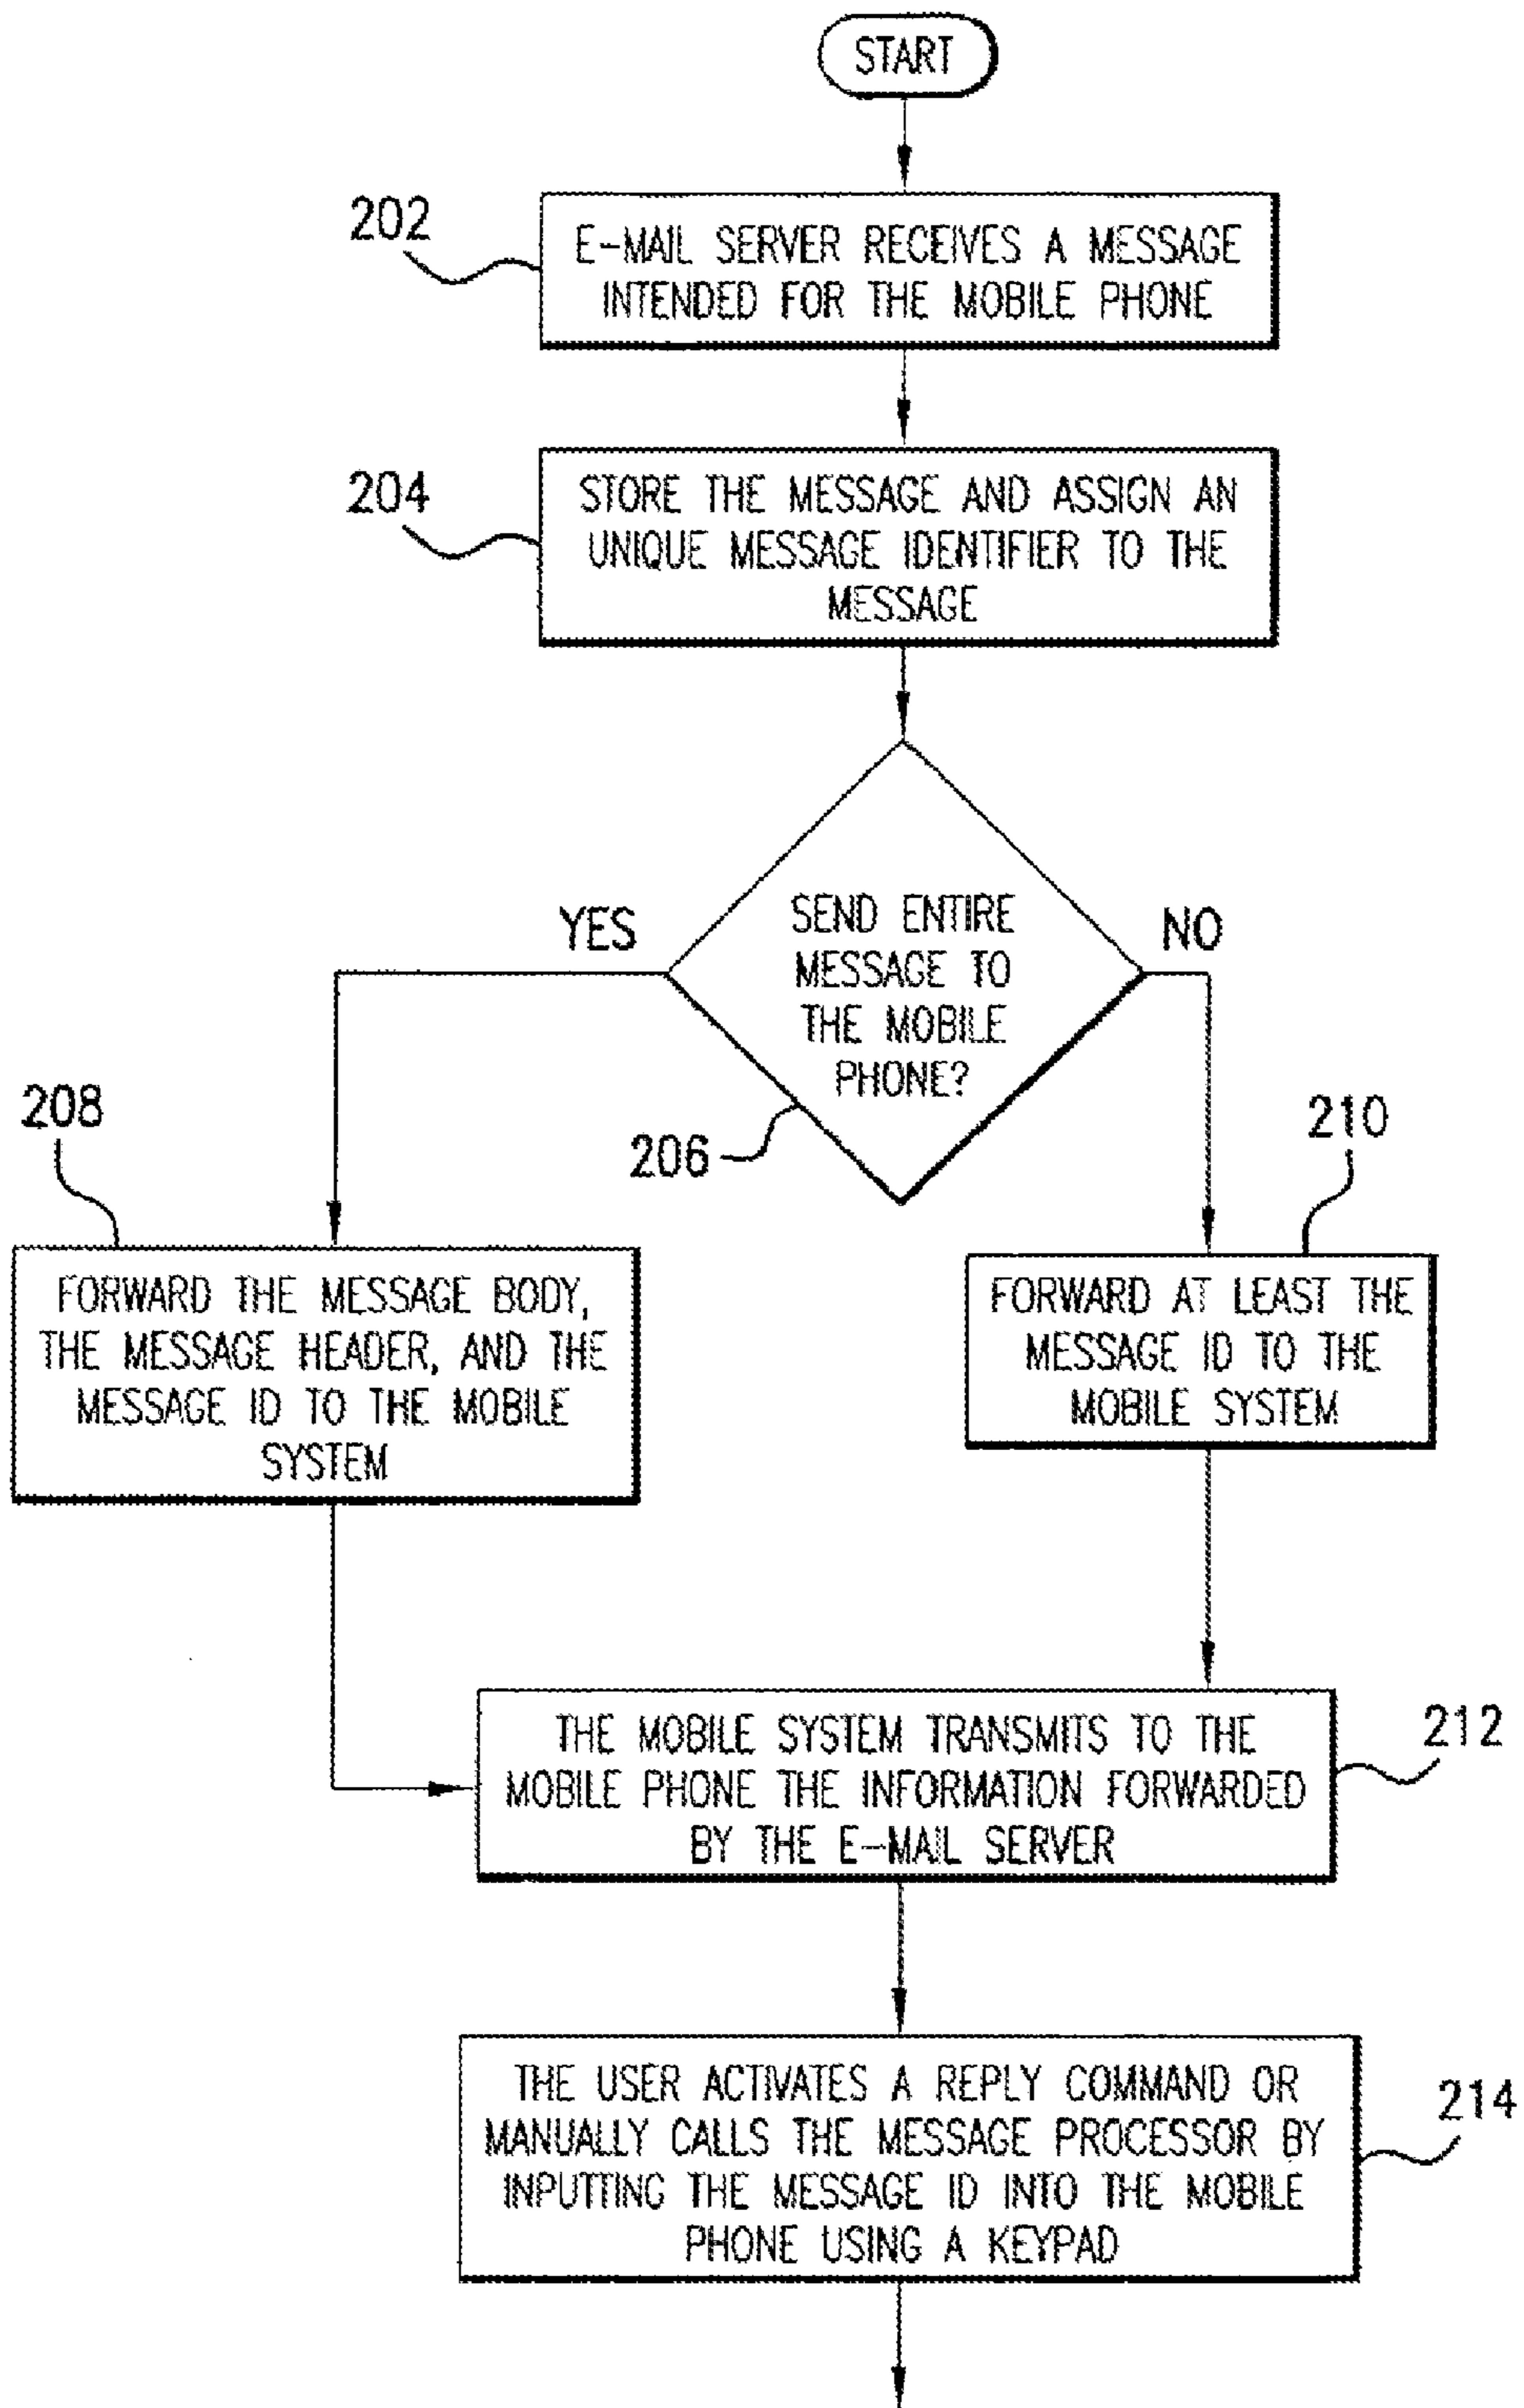 START
202
E-MAIL SERVER RECEIVES A MESSAGE
INTENDED FOR THE MOBILE PHONE
204
STORE THE MESSAGE AND ASSIGN AN
UNIQUE MESSAGE IDENTIFIER TO THE
MESSAGE
YES
NO
SEND ENTIRE
MESSAGE TO
THE MOBILE
PHONE?
206
208
FORWARD THE MESSAGE BODY,
THE MESSAGE HEADER, AND THE
MESSAGE ID TO THE MOBILE
SYSTEM
210
FORWARD AT LEAST THE
MESSAGE ID TO THE
MOBILE SYSTEM
THE MOBILE SYSTEM TRANSMITS TO THE
MOBILE PHONE THE INFORMATION FORWARDED
BY THE E-MAIL SERVER
212
THE USER ACTIVATES A REPLY COMMAND OR
MANUALLY CALLS THE MESSAGE PROCESSOR BY
INPUTTING THE MESSAGE ID INTO THE MOBILE
PHONE USING A KEYPAD
214